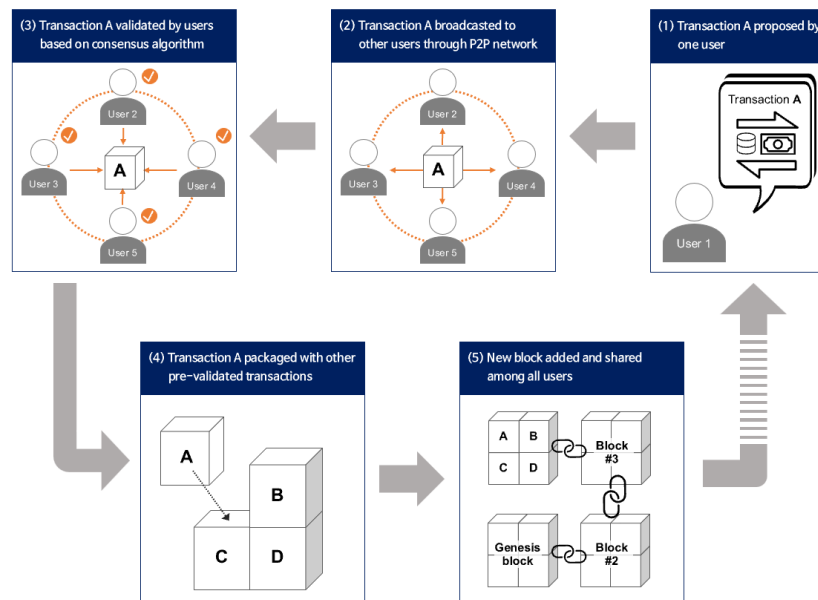 (3) Transaction A validated by users
based on consensus algorithm
User 2
User 3
A
User 4
User 5
(2) Transaction A broadcasted to
other users through P2P network
User 2
User 3
A
User 4
User 5
(1) Transaction A proposed by
one user
Transaction A
User 1
(4) Transaction A packaged with other
pre-validated transactions
A
B
C D
(5) New block added and shared
among all users
A B
C D
Block
#3
Genesis
block
Block
#2